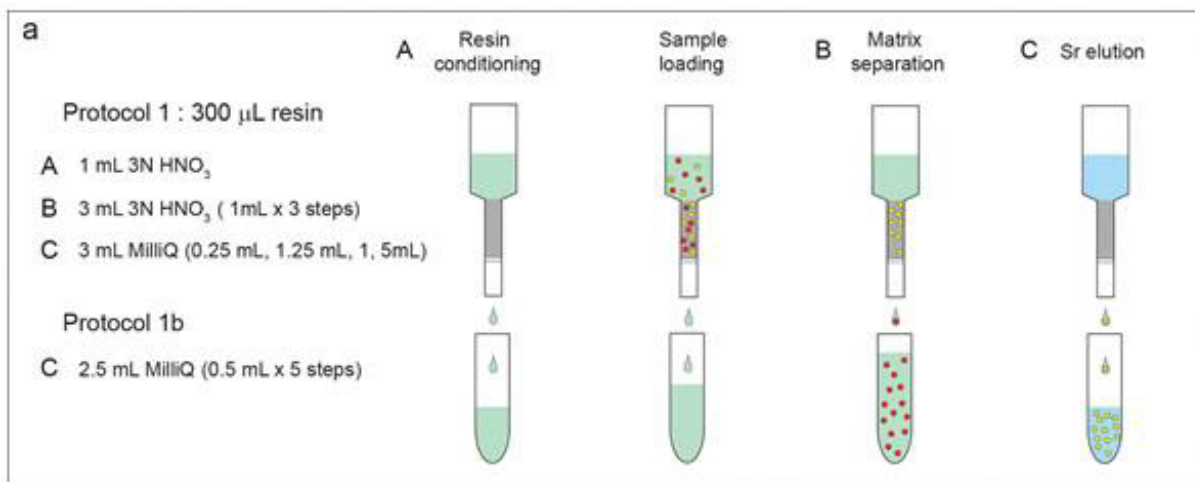 a
A Resin conditioning
Sample loading
B Matrix separation
C Sr elution
Protocol 1 : 300 μL resin
A 1 mL 3N HNO₃
B 3 mL 3N HNO₃ ( 1mL x 3 steps)
C 3 mL MilliQ (0.25 mL, 1.25 mL, 1, 5mL)
Protocol 1b
C 2.5 mL MilliQ (0.5 mL x 5 steps)